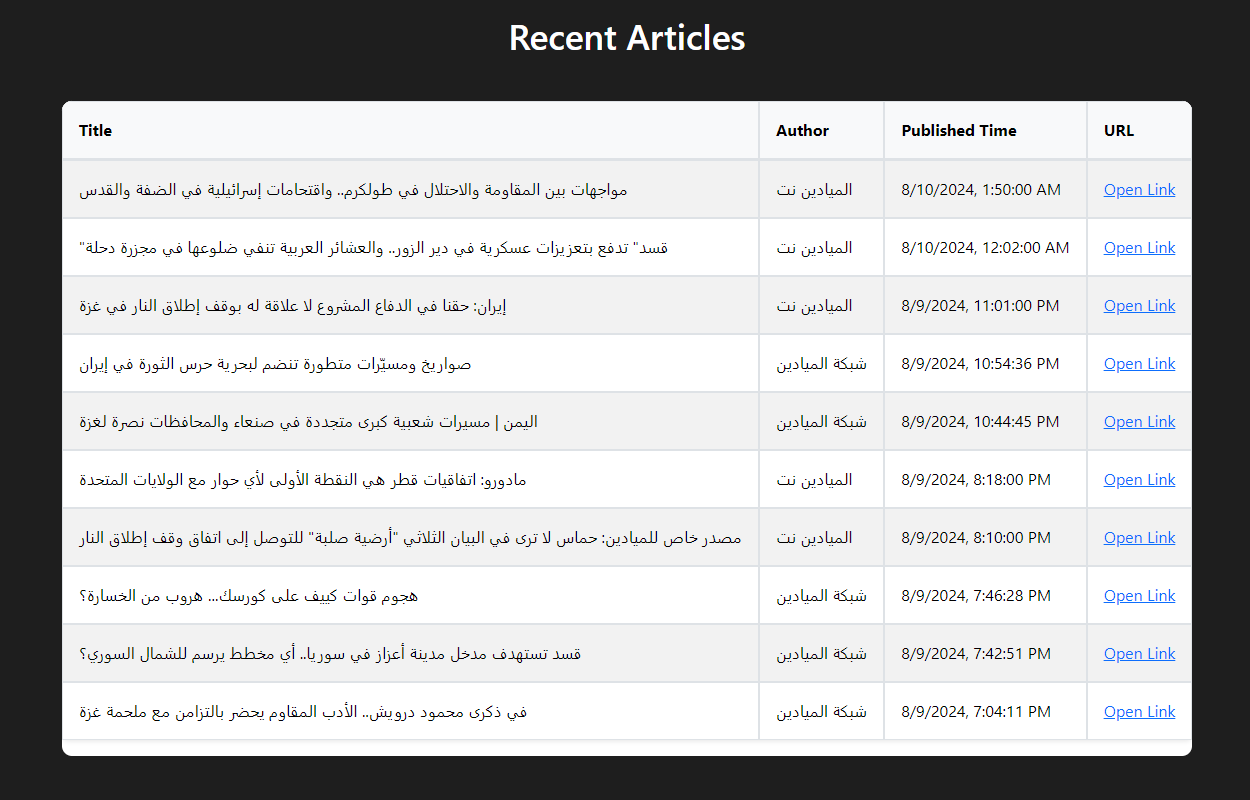 Recent Articles
Title Author Published Time URL
مواجهات بين المقاومة والاحتلال في طولكرم.. واقتحامات إسرائيلية في الضفة والقدس الميادين نت 8/10/2024, 1:50:00 AM Open Link
"قسد" تدفع بتعزيزات عسكرية في دير الزور.. والعشائر العربية تنفي ضلوعها في مجزرة دحلة الميادين نت 8/10/2024, 12:02:00 AM Open Link
إيران: حقنا في الدفاع المشروع لا علاقة له بوقف إطلاق النار في غزة الميادين نت 8/9/2024, 11:01:00 PM Open Link
صواريخ ومسيّرات متطورة تنضم لبحرية حرس الثورة في إيران شبكة الميادين 8/9/2024, 10:54:36 PM Open Link
اليمن | مسيرات شعبية كبرى متجددة في صنعاء والمحافظات نصرة لغزة شبكة الميادين 8/9/2024, 10:44:45 PM Open Link
مادورو: اتفاقيات قطر هي النقطة الأولى لأي حوار مع الولايات المتحدة الميادين نت 8/9/2024, 8:18:00 PM Open Link
مصدر خاص للميادين: حماس لا ترى في البيان الثلاثي "أرضية صلبة" للتوصل إلى اتفاق وقف إطلاق النار الميادين نت 8/9/2024, 8:10:00 PM Open Link
هجوم قوات كييف على كورسك... هروب من الخسارة؟ شبكة الميادين 8/9/2024, 7:46:28 PM Open Link
قسد تستهدف مدخل مدينة أعزاز في سوريا.. أي مخطط يرسم للشمال السوري؟ شبكة الميادين 8/9/2024, 7:42:51 PM Open Link
في ذكرى محمود درويش.. الأدب المقاوم يحضر بالتزامن مع ملحمة غزة شبكة الميادين 8/9/2024, 7:04:11 PM Open Link